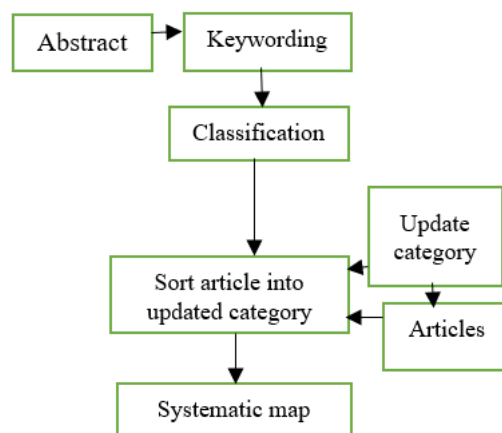 Abstract
Keywording
Classification
Update
category
Sort article into
updated category
Articles
Systematic map